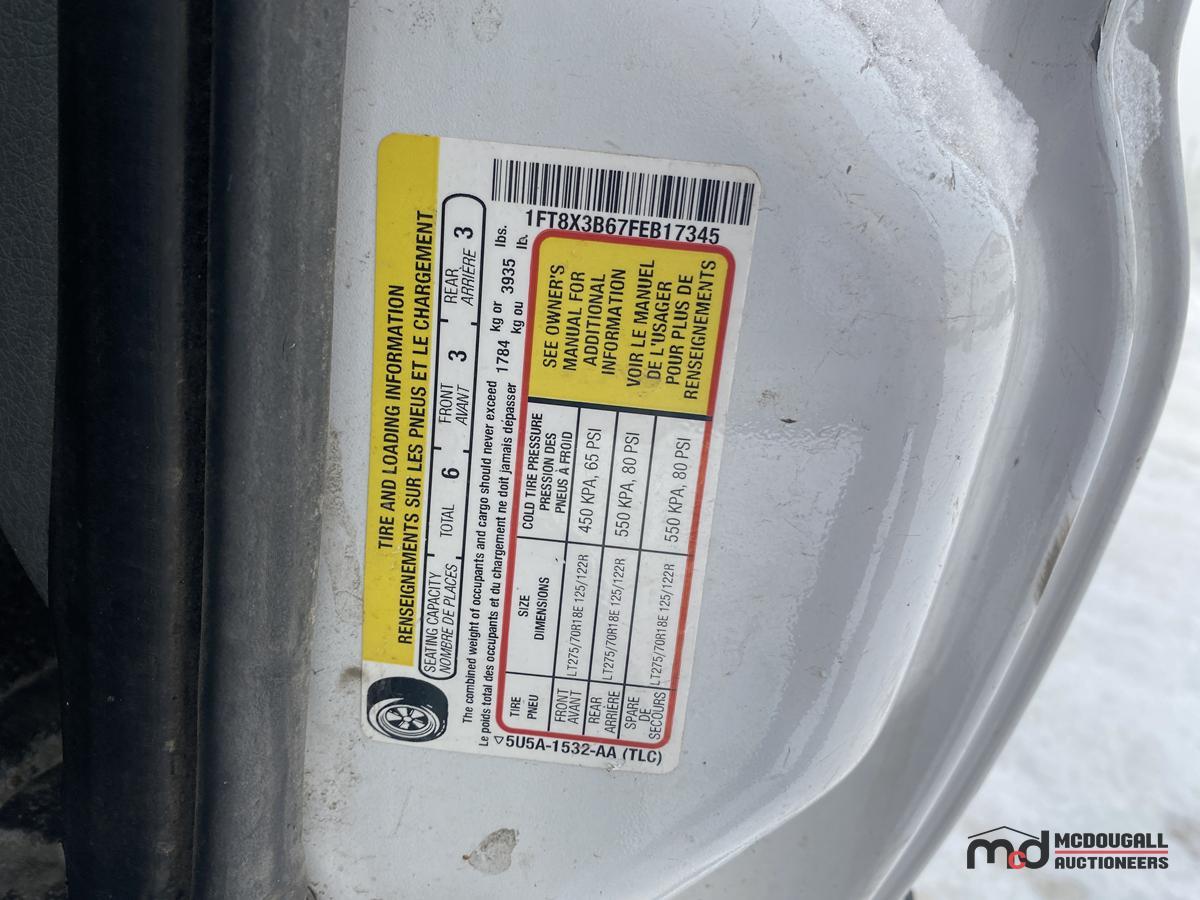 TIRE AND LOADING INFORMATION
RENSEIGNEMENTS SUR LES PNEUS ET LE CHARGEMENT
SEATING CAPACITY
NOMBRE DE PLACES
TOTAL 6
FRONT
AVANT
3
REAR
ARRIÈRE
3
The combined weight of occupants and cargo should never exceed 1784 kg or 3935 lbs.
Le poids total des occupants et du chargement ne doit jamais dépasser kg ou lb.
TIRE
PNEU
SIZE
DIMENSIONS
COLD TIRE PRESSURE
PRESSION DES
PNEUS À FROID
FRONT
AVANT
LT275/70R18E 125/122R
450 KPA, 65 PSI
REAR
ARRIÈRE
LT275/70R18E 125/122R
550 KPA, 80 PSI
SPARE
DE
SECOURS
LT275/70R18E 125/122R
550 KPA, 80 PSI
SEE OWNER'S
MANUAL FOR
ADDITIONAL
INFORMATION
VOIR LE MANUEL
DE L'USAGER
POUR PLUS DE
RENSEIGNEMENTS
1FT8X3B67FEB17345
5U5A-1532-AA (TLC)
mcd
MCDOUGALL
AUCTIONEERS